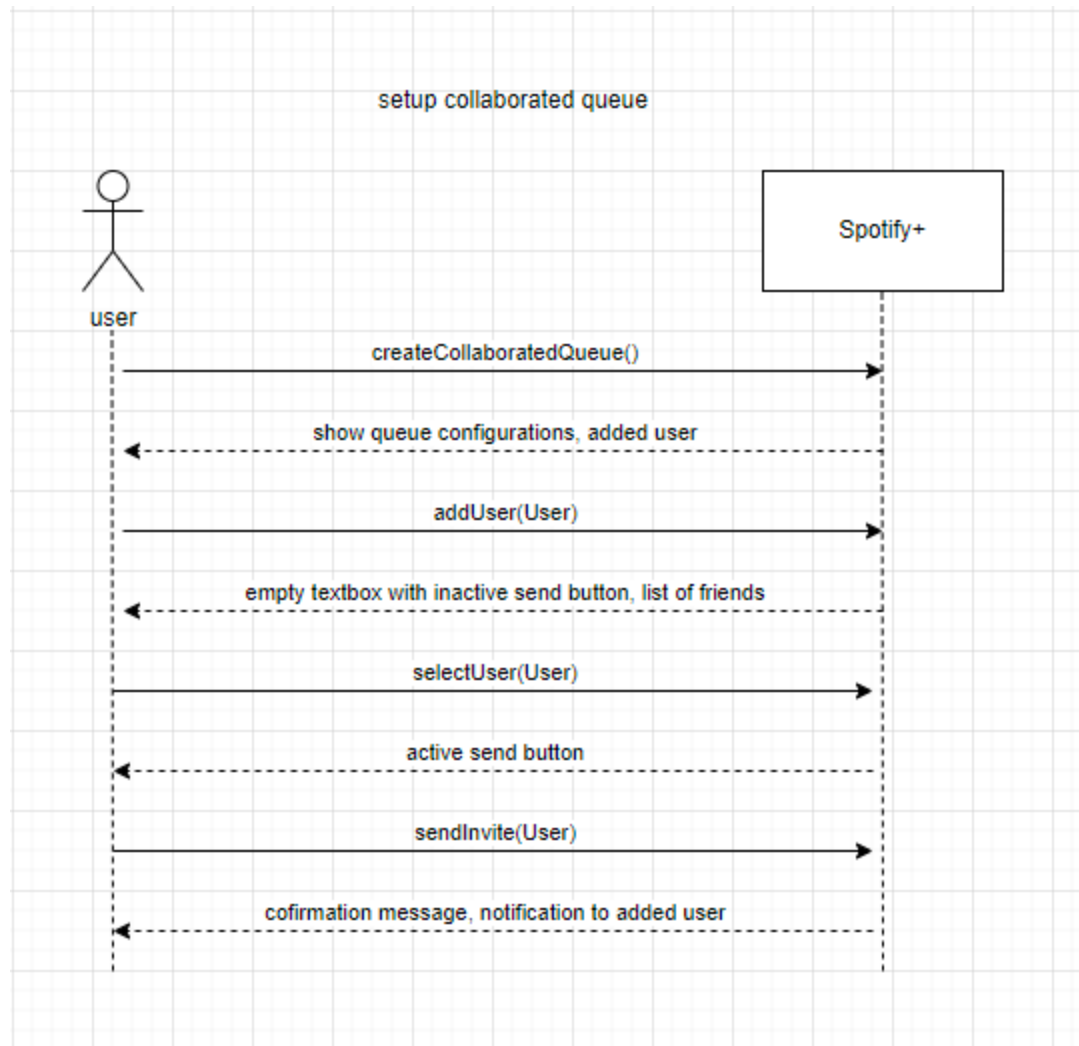 setup collaborated queue
Spotify+
user
createCollaboratedQueue()
show queue configurations, added user
addUser(User)
empty textbox with inactive send button, list of friends
selectUser(User)
active send button
sendInvite(User)
cofirmation message, notification to added user